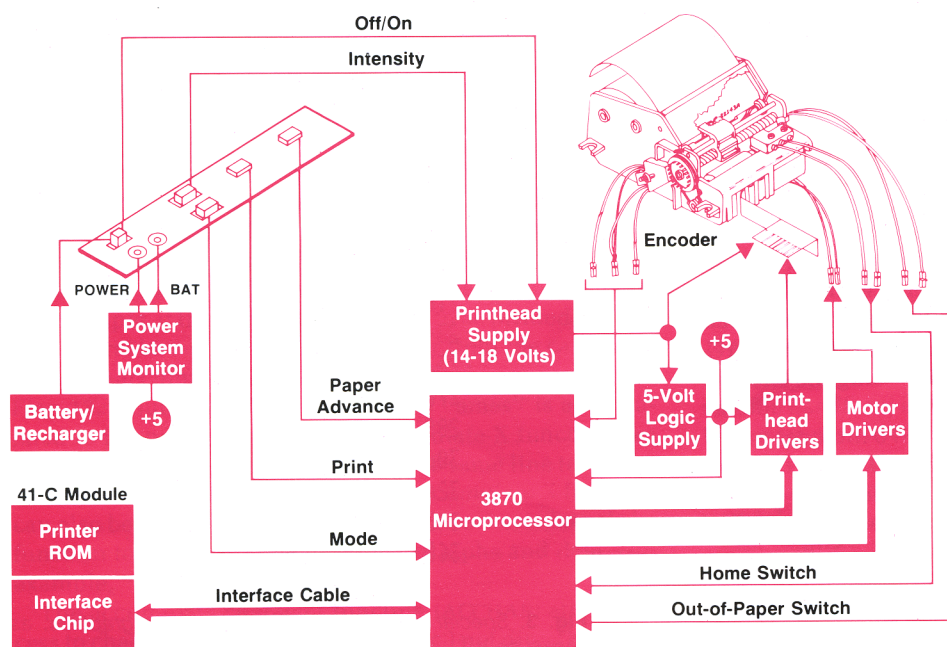 Off/On
Intensity
Encoder
POWER
BAT
Power
System
Monitor
+5
Battery/
Recharger
Printhead
Supply
(14-18 Volts)
+5
5-Volt
Logic
Supply
Print-
head
Drivers
Motor
Drivers
Paper
Advance
Print
Mode
3870
Microprocessor
41-C Module
Printer
ROM
Interface
Chip
Interface Cable
Home Switch
Out-of-Paper Switch